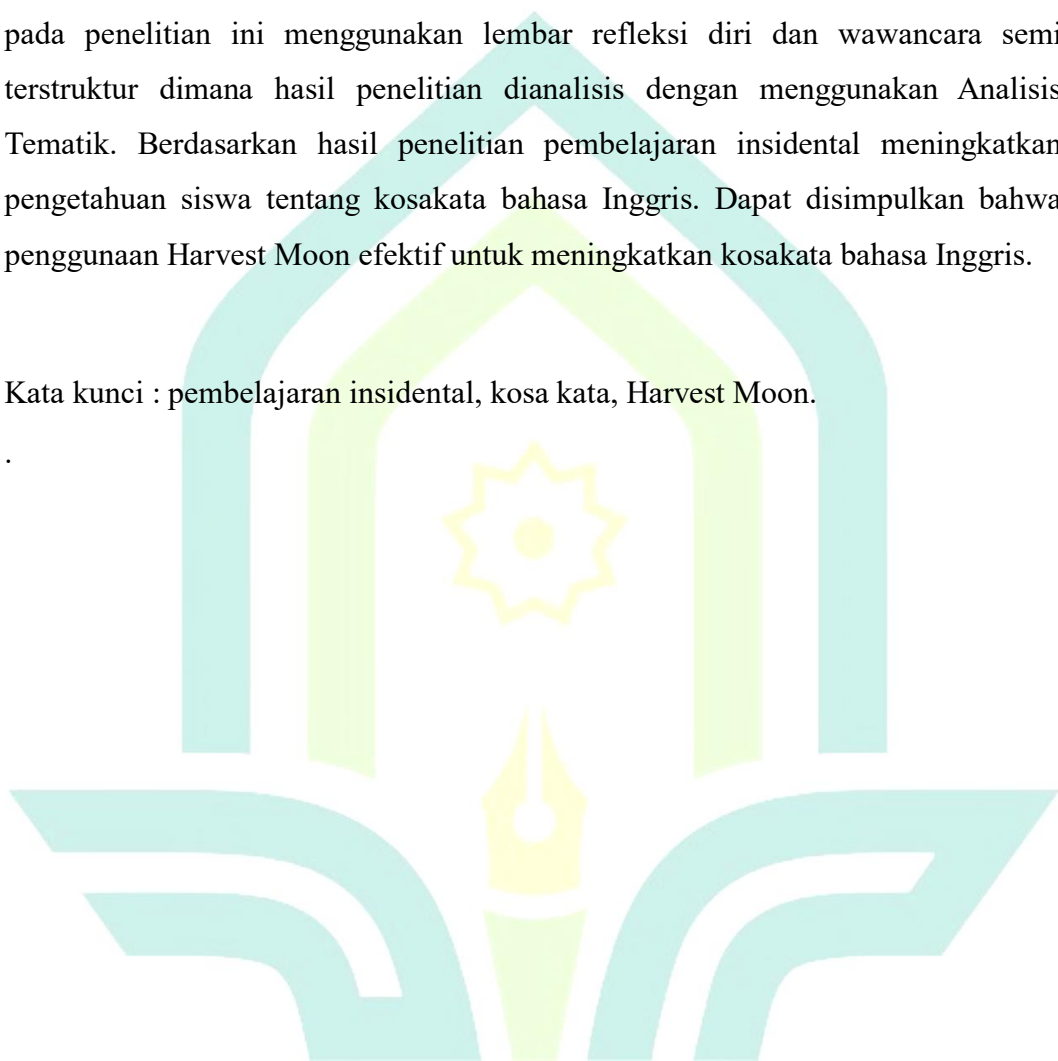 pada penelitian ini menggunakan lembar refleksi diri dan wawancara semi
terstruktur dimana hasil penelitian dianalisis dengan menggunakan Analisis
Tematik. Berdasarkan hasil penelitian pembelajaran insidental meningkatkan
pengetahuan siswa tentang kosakata bahasa Inggris. Dapat disimpulkan bahwa
penggunaan Harvest Moon efektif untuk meningkatkan kosakata bahasa Inggris.
Kata kunci : pembelajaran insidental, kosa kata, Harvest Moon.
.